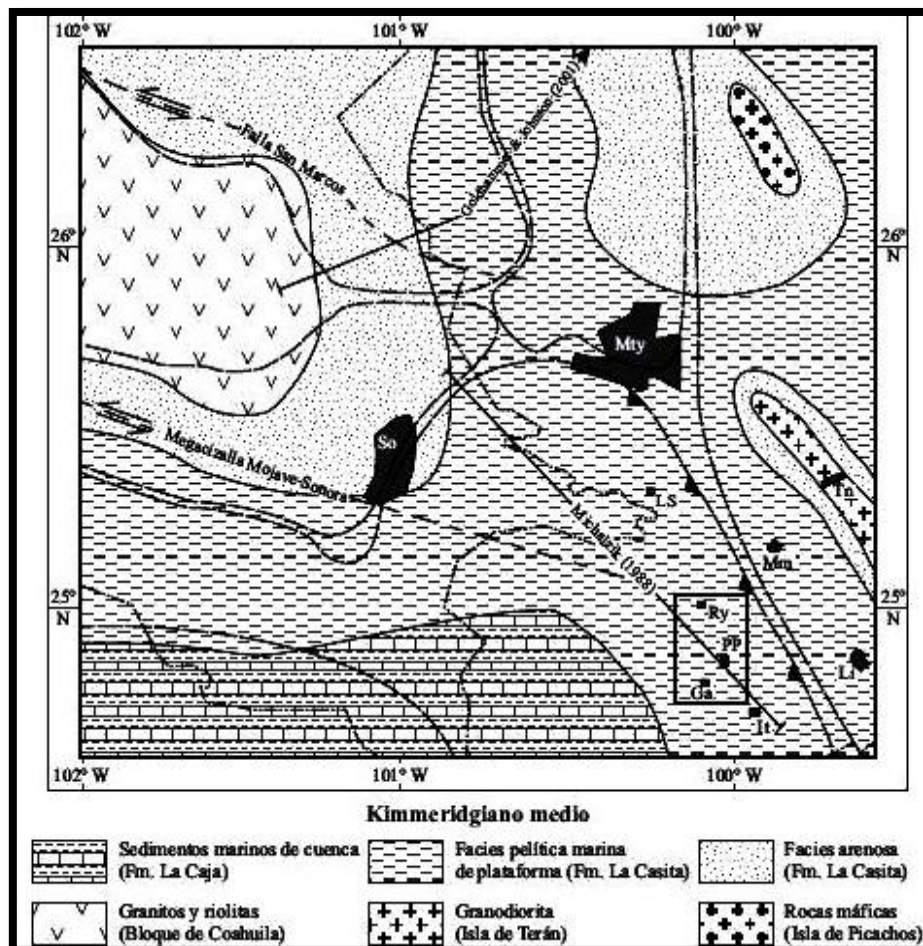 102° W
101° W
100° W
Falla San Marcos
Goldhammer & Johnson (2001)
26°
N
26°
N
Mty
So
Megacizalla Mojave-Sonora
LS
Michalzik (1988)
Tn
Mm
25°
N
25°
N
Ry
PP
Ga
Li
It
102° W
101° W
100° W
Kimmeridgiano medio
Sedimentos marinos de cuenca
(Fm. La Caja)
Facies pelítica marina
de plataforma (Fm. La Casita)
Facies arenosa
(Fm. La Casita)
Granitos y riolitas
(Bloque de Coahuila)
Granodiorita
(Isla de Terán)
Rocas máficas
(Isla de Picachos)